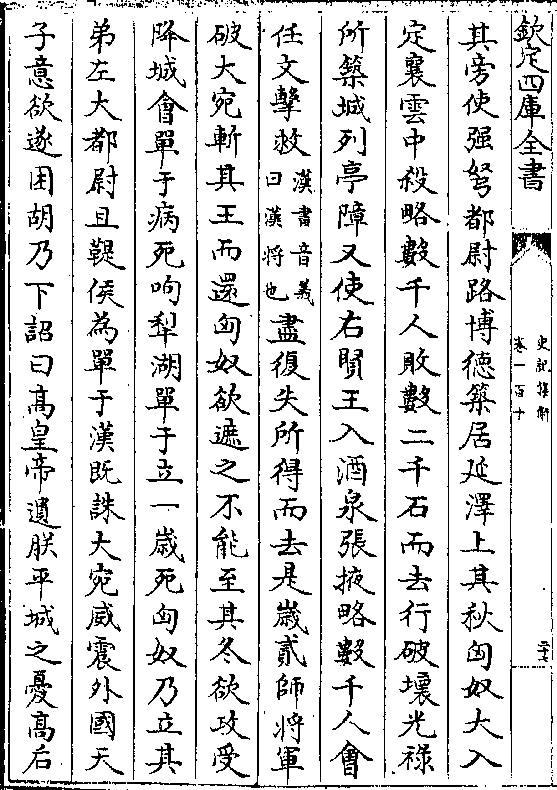 欽定四庫全書
史記集解
卷一百十
二十七
其旁使强弩都尉路博德築居延澤上其秋匈奴大入
定襄雲中殺略數千人敗數二千石而去行破壞光祿
所築城列亭障又使右賢王入酒泉張掖略數千人會
任文擊救漢書音義曰漢將也盡復失所得而去是歲貳師將軍
破大宛斬其王而還匈奴欲遮之不能至其冬欲攻受
降城會單于病死呴犁湖單于立一歲死匈奴乃立其
弟左大都尉且鞮侯為單于漢既誅大宛威震外國天
子意欲遂困胡乃下詔曰高皇帝遺朕平城之憂高后